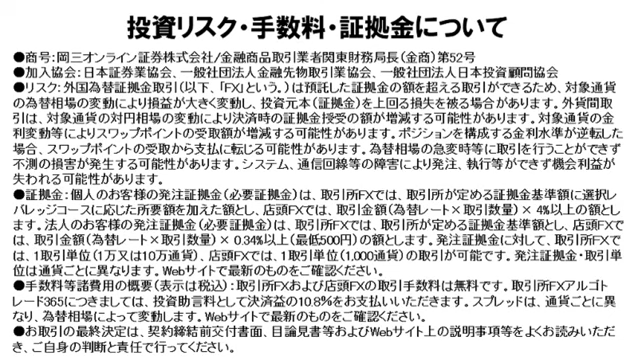 投資リスク・手数料・証拠金について
●商号:岡三オンライン証券株式会社/金融商品取引業者関東財務局長(金商)第52号
●加入協会:日本証券業協会、一般社団法人金融先物取引業協会、一般社団法人日本投資顧問協会
●リスク:外国為替証拠金取引(以下、「FX」という。)は預託した証拠金の額を超える取引ができるため、対象通貨
の為替相場の変動により損益が大きく変動し、投資元本(証拠金)を上回る損失を被る場合があります。外貨間取
引は、対象通貨の対円相場の変動により決済時の証拠金授受の額が増減する可能性があります。対象通貨の金
利変動等によりスワップポイントの受取額が増減する可能性があります。ポジションを構成する金利水準が逆転した
場合、スワップポイントの受取から支払に転じる可能性があります。為替相場の急変時等に取引を行うことができず
不測の損害が発生する可能性があります。システム、通信回線等の障害により発注、執行等ができず機会利益が
失われる可能性があります。
●証拠金:個人のお客様の発注証拠金(必要証拠金)は、取引所FXでは、取引所が定める証拠金基準額に選択レ
バレッジコースに応じた所要額を加えた額とし、店頭FXでは、取引金額(為替レート×取引数量)×4%以上の額とし
ます。法人のお客様の発注証拠金(必要証拠金)は、取引所FXでは、取引所が定める証拠金基準額とし、店頭FX
では、取引金額(為替レート×取引数量)×0.34%以上(最低500円)の額とします。発注証拠金に対して、取引所FXで
は、1取引単位(1万又は10万通貨)、店頭FXでは、1取引単位(1,000通貨)の取引が可能です。発注証拠金・取引単
位は通貨ごとに異なります。Webサイトで最新のものをご確認ください。
●手数料等諸費用の概要(表示は税込):取引所FXおよび店頭FXの取引手数料は無料です。取引所FXアルゴト
レード365につきましては、投資助言料として決済益の10.8%をお支払いいただきます。スプレッドは、通貨ごとに異
なり、為替相場によって変動します。Webサイトで最新のものをご確認ください。
●お取引の最終決定は、契約締結前交付書面、目論見書等およびWebサイト上の説明事項等をよくお読みいただ
き、ご自身の判断と責任で行ってください。